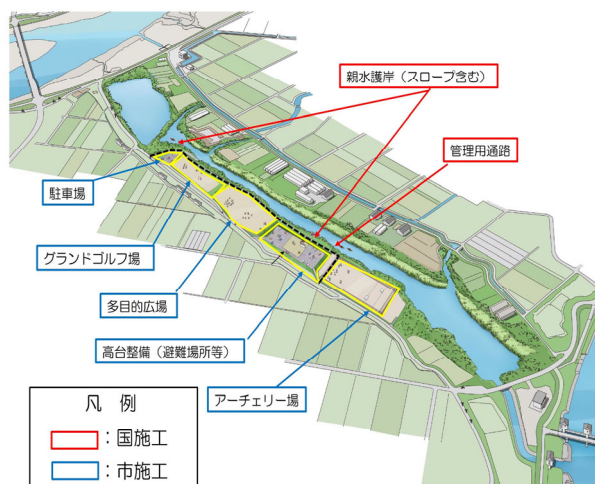 親水護岸（スロープ含む）
管理用通路
駐車場
グランドゴルフ場
多目的広場
高台整備（避難場所等）
アーチェリー場
凡 例
：国施工
：市施工